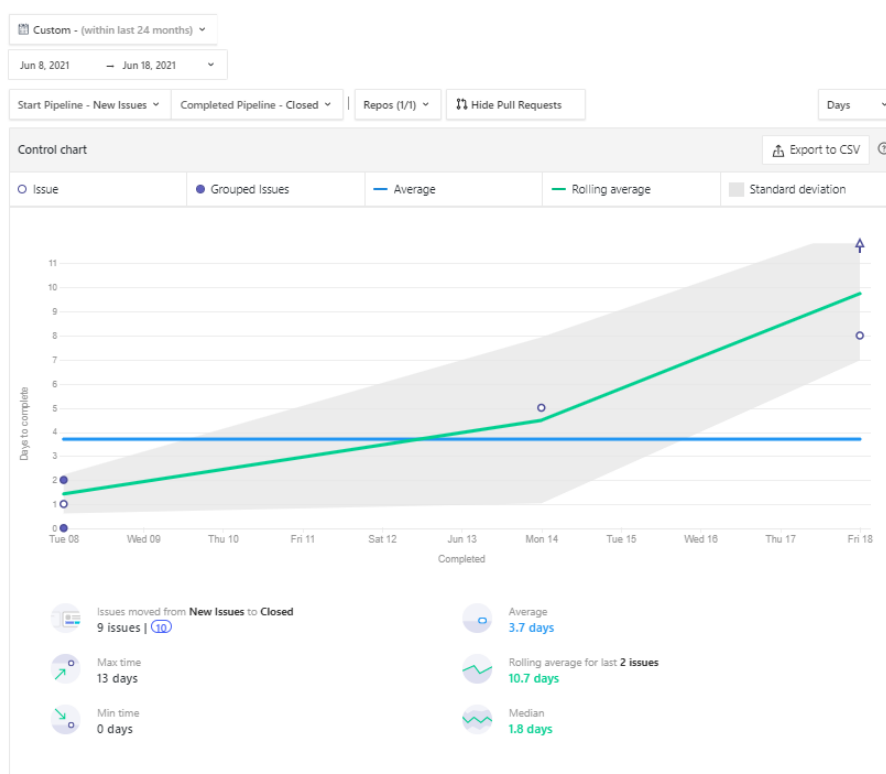 Custom - (within last 24 months)
Jun 8, 2021 → Jun 18, 2021
Start Pipeline - New Issues Completed Pipeline - Closed | Repos (1/1) Hide Pull Requests Days
Control chart Export to CSV
Issue Grouped Issues Average Rolling average Standard deviation
11
10
9
8
7
6
5
4
3
2
1
0
Days to complete
Tue 08 Wed 09 Thu 10 Fri 11 Sat 12 Jun 13 Mon 14 Tue 15 Wed 16 Thu 17 Fri 18
Completed
Issues moved from New Issues to Closed
9 issues | 10
Average
3.7 days
Max time
13 days
Rolling average for last 2 issues
10.7 days
Min time
0 days
Median
1.8 days